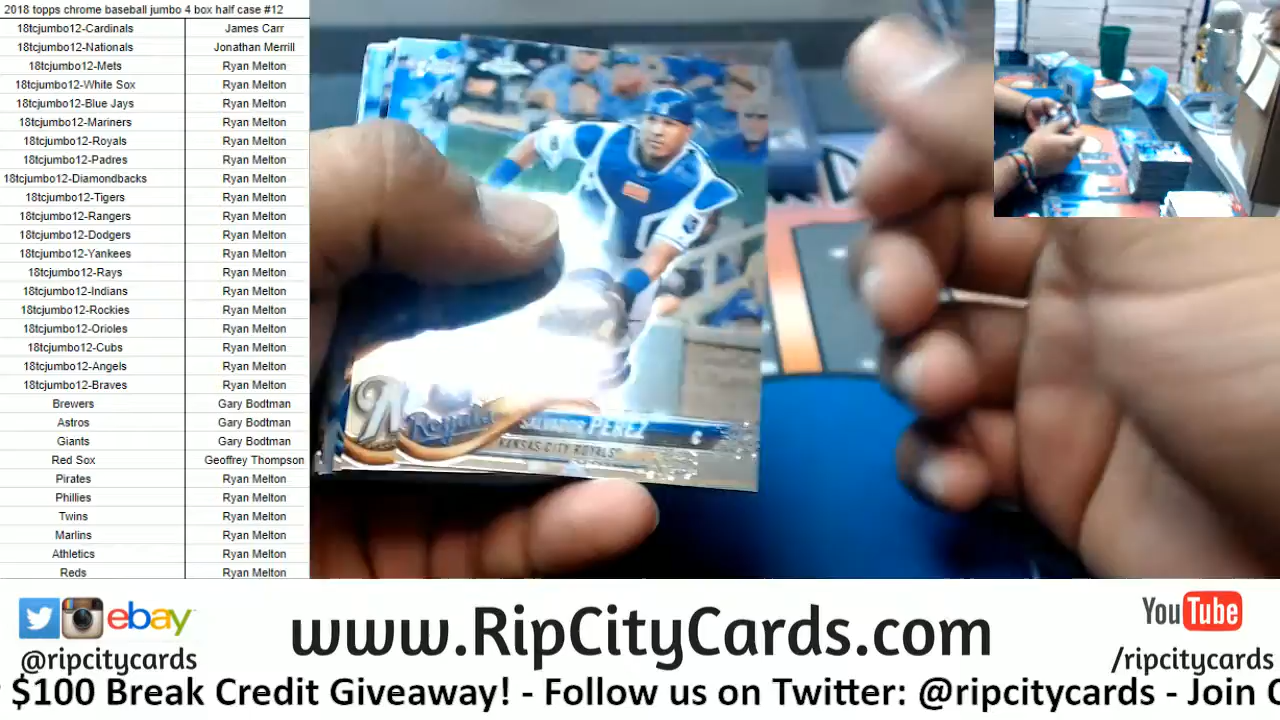 2018 topps chrome baseball jumbo 4 box half case #12
18tcjumbo12-Cardinals James Carr
18tcjumbo12-Nationals Jonathan Merrill
18tcjumbo12-Mets Ryan Melton
18tcjumbo12-White Sox Ryan Melton
18tcjumbo12-Blue Jays Ryan Melton
18tcjumbo12-Mariners Ryan Melton
18tcjumbo12-Royals Ryan Melton
18tcjumbo12-Padres Ryan Melton
18tcjumbo12-Diamondbacks Ryan Melton
18tcjumbo12-Tigers Ryan Melton
18tcjumbo12-Rangers Ryan Melton
18tcjumbo12-Dodgers Ryan Melton
18tcjumbo12-Yankees Ryan Melton
18tcjumbo12-Rays Ryan Melton
18tcjumbo12-Indians Ryan Melton
18tcjumbo12-Rockies Ryan Melton
18tcjumbo12-Orioles Ryan Melton
18tcjumbo12-Cubs Ryan Melton
18tcjumbo12-Angels Ryan Melton
18tcjumbo12-Braves Ryan Melton
Brewers Gary Bodtman
Astros Gary Bodtman
Giants Gary Bodtman
Red Sox Geoffrey Thompson
Pirates Ryan Melton
Phillies Ryan Melton
Twins Ryan Melton
Marlins Ryan Melton
Athletics Ryan Melton
Reds Ryan Melton
Royals
SALVADOR PEREZ C
KANSAS CITY ROYALS
ebay
@ripcitycards
www.RipCityCards.com
YouTube
/ripcitycards
$100 Break Credit Giveaway! - Follow us on Twitter: @ripcitycards - Join